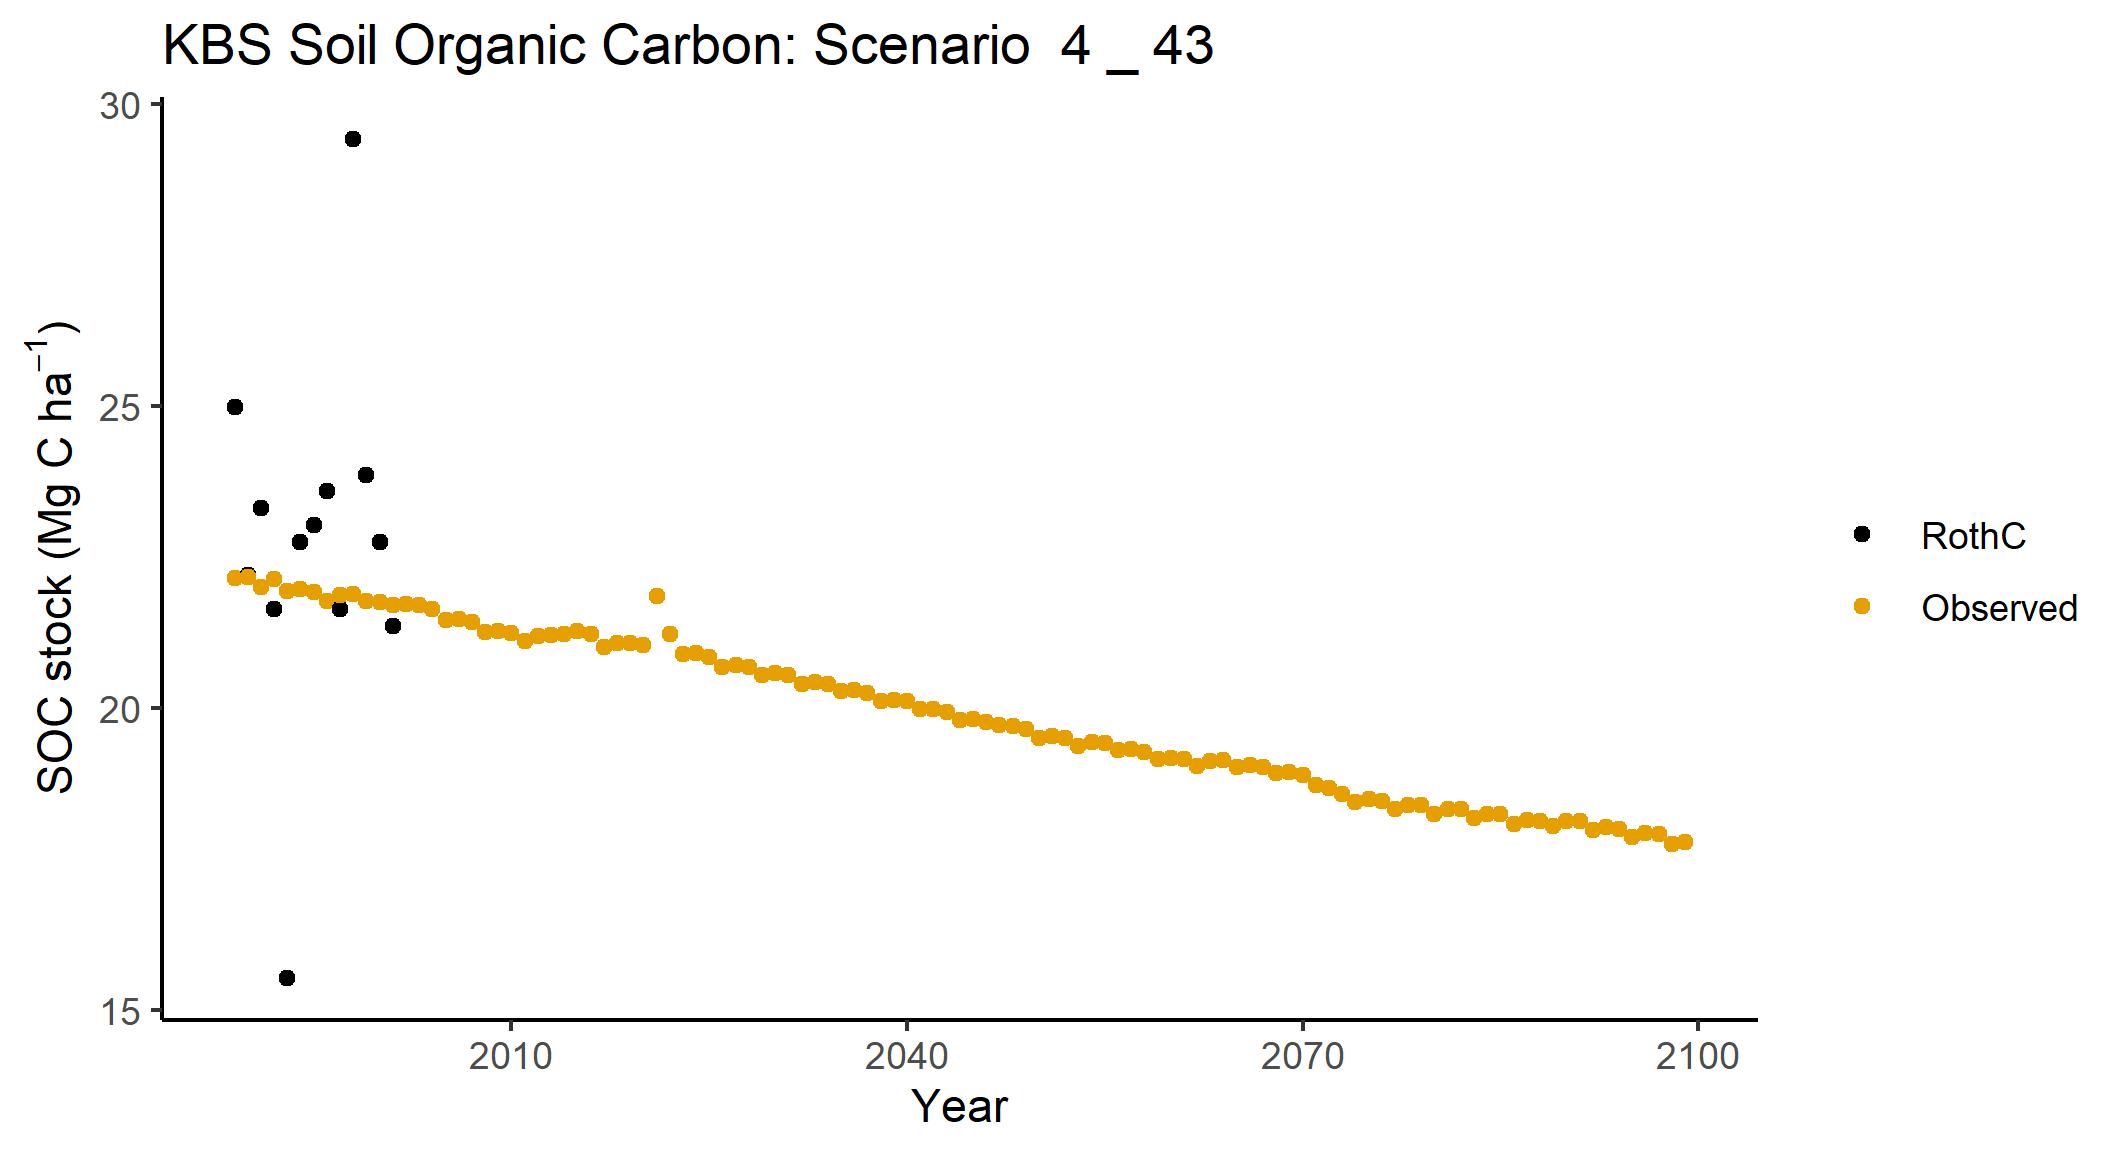 KBS Soil Organic Carbon: Scenario  4 _ 43
30
25
20
15
SOC stock (Mg C ha⁻¹)
2010 2040 2070 2100
Year
RothC
Observed